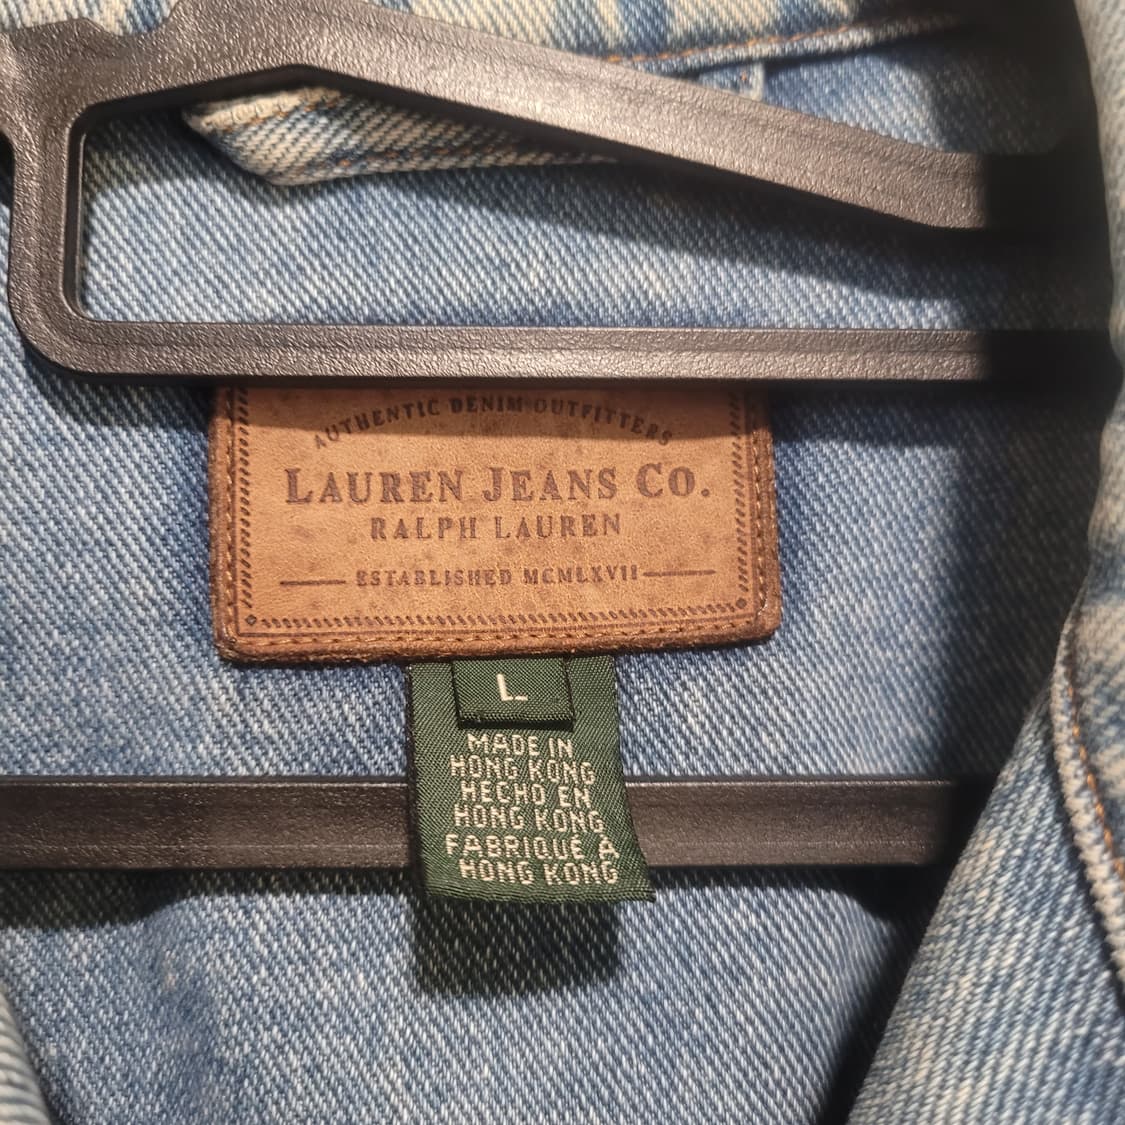 AUTHENTIC DENIM OUTFITTERS
LAUREN JEANS CO.
RALPH LAUREN
ESTABLISHED MCMLXVII
L
MADE IN
HONG KONG
HECHO EN
HONG KONG
FABRIQUE A
HONG KONG